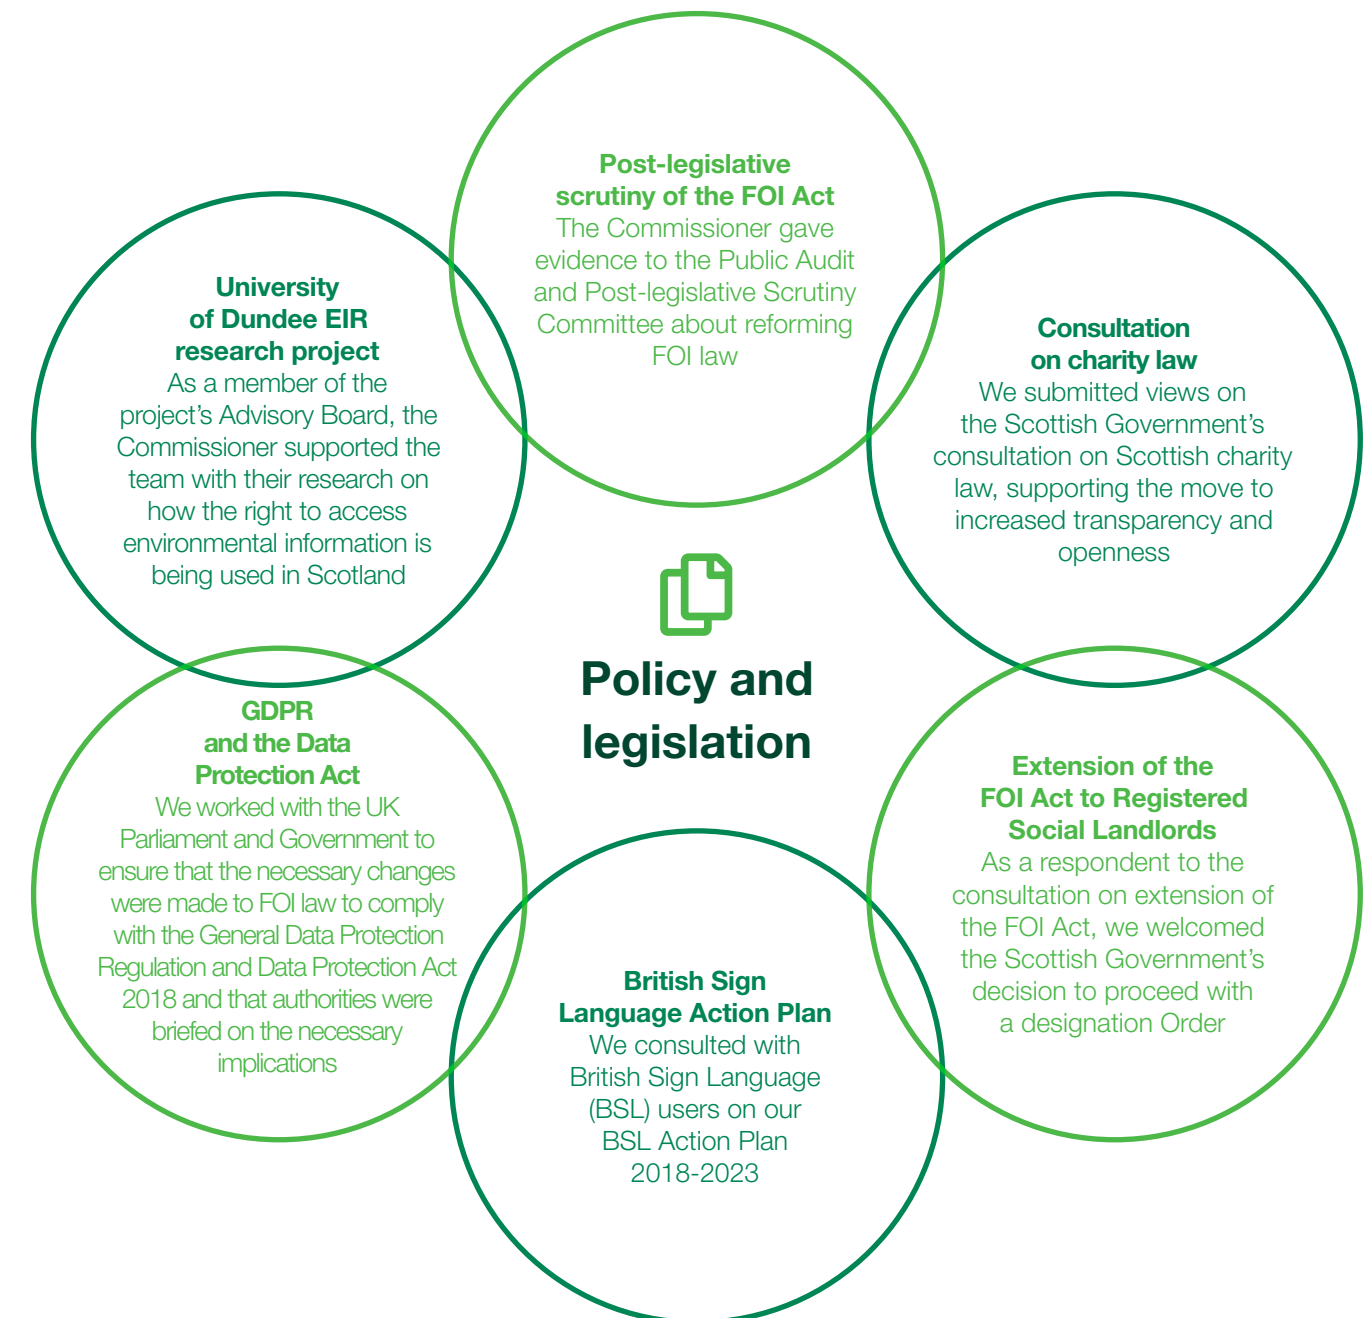 Post-legislative
scrutiny of the FOI Act
The Commissioner gave
evidence to the Public Audit
and Post-legislative Scrutiny
Committee about reforming
FOI law
University
of Dundee EIR
research project
As a member of the
project's Advisory Board, the
Commissioner supported the
team with their research on
how the right to access
environmental information is
being used in Scotland
Consultation
on charity law
We submitted views on
the Scottish Government's
consultation on Scottish charity
law, supporting the move to
increased transparency and
openness
Policy and
legislation
GDPR
and the Data
Protection Act
We worked with the UK
Parliament and Government to
ensure that the necessary changes
were made to FOI law to comply
with the General Data Protection
Regulation and Data Protection Act
2018 and that authorities were
briefed on the necessary
implications
Extension of the
FOI Act to Registered
Social Landlords
As a respondent to the
consultation on extension of
the FOI Act, we welcomed
the Scottish Government's
decision to proceed with
a designation Order
British Sign
Language Action Plan
We consulted with
British Sign Language
(BSL) users on our
BSL Action Plan
2018-2023